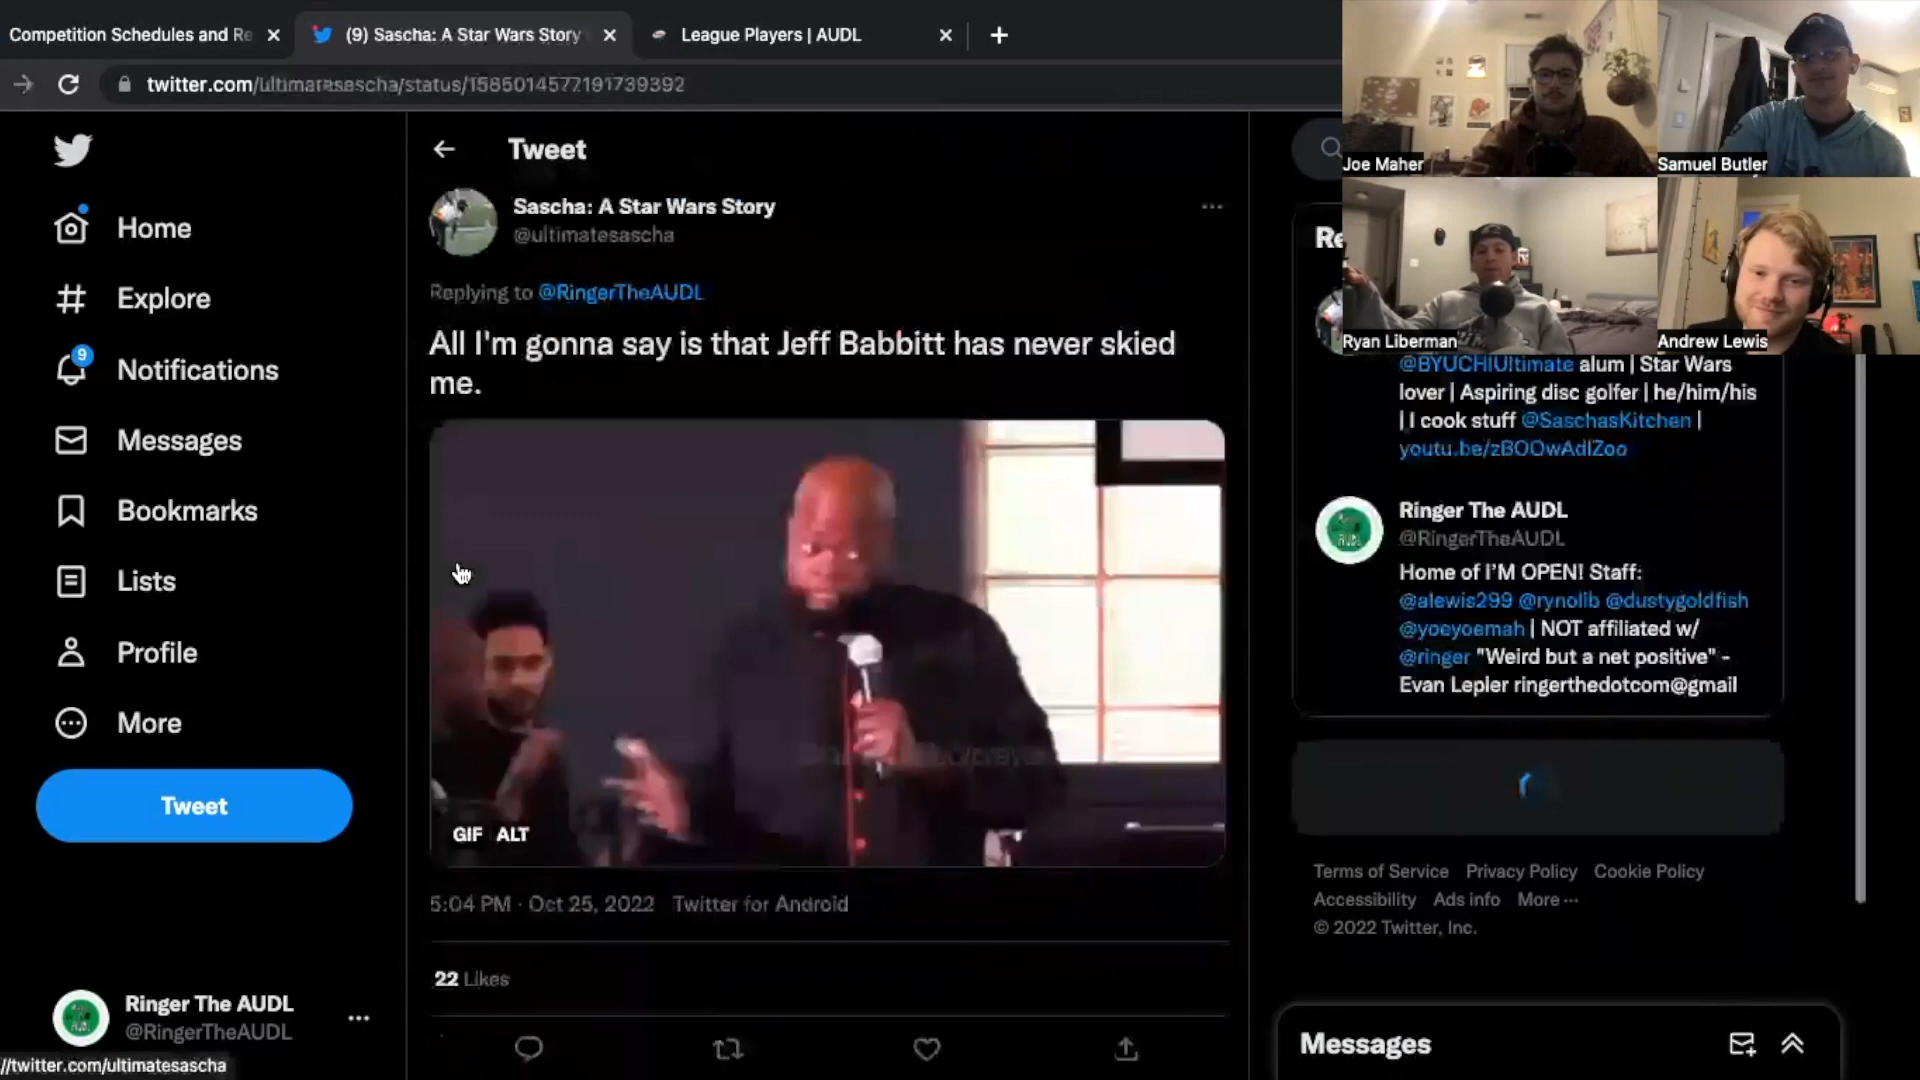 Competition Schedules and Re
(9) Sascha: A Star Wars Story
League Players | AUDL
twitter.com/ultimatesascha/status/1585014577191739392
Joe Maher
Samuel Butler
Ryan Liberman
Andrew Lewis
Home
Explore
9
Notifications
Messages
Bookmarks
Lists
Profile
More
Tweet
Ringer The AUDL
@RingerTheAUDL
//twitter.com/ultimatesascha
Tweet
Sascha: A Star Wars Story
@ultimatesascha
Replying to @RingerTheAUDL
All I'm gonna say is that Jeff Babbitt has never skied
me.
GIF ALT
5:04 PM · Oct 25, 2022 Twitter for Android
22 Likes
Re
@BYUCHIUltimate alum | Star Wars
lover | Aspiring disc golfer | he/him/his
| I cook stuff @SaschasKitchen |
youtu.be/zBOOwAdlZoo
Ringer The AUDL
@RingerTheAUDL
Home of I'M OPEN! Staff:
@alewis299 @rynolib @dustygoldfish
@yoeyoemah | NOT affiliated w/
@ringer "Weird but a net positive" -
Evan Lepler ringerthedotcom@gmail
Terms of Service Privacy Policy Cookie Policy
Accessibility Ads info More ···
© 2022 Twitter, Inc.
Messages